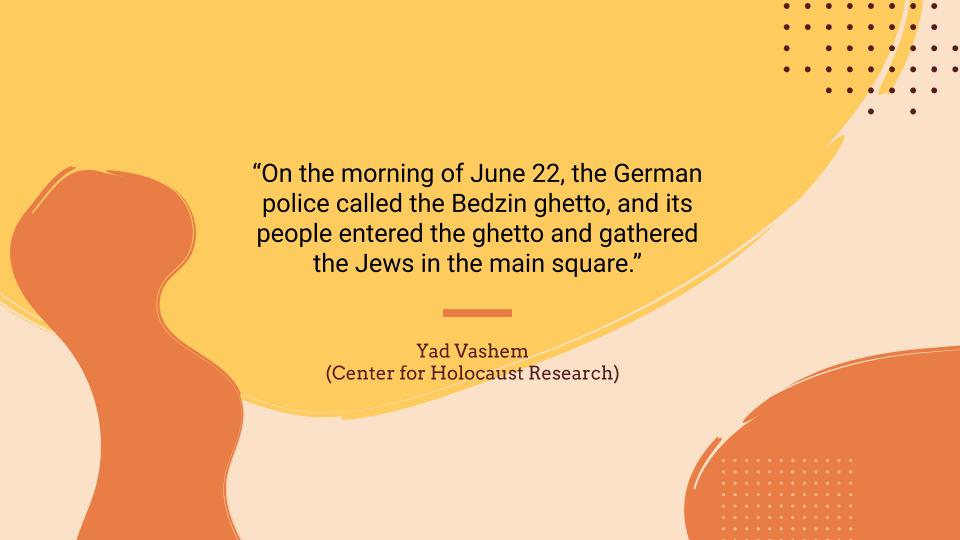 “On the morning of June 22, the German
police called the Bedzin ghetto, and its
people entered the ghetto and gathered
the Jews in the main square.”
Yad Vashem
(Center for Holocaust Research)